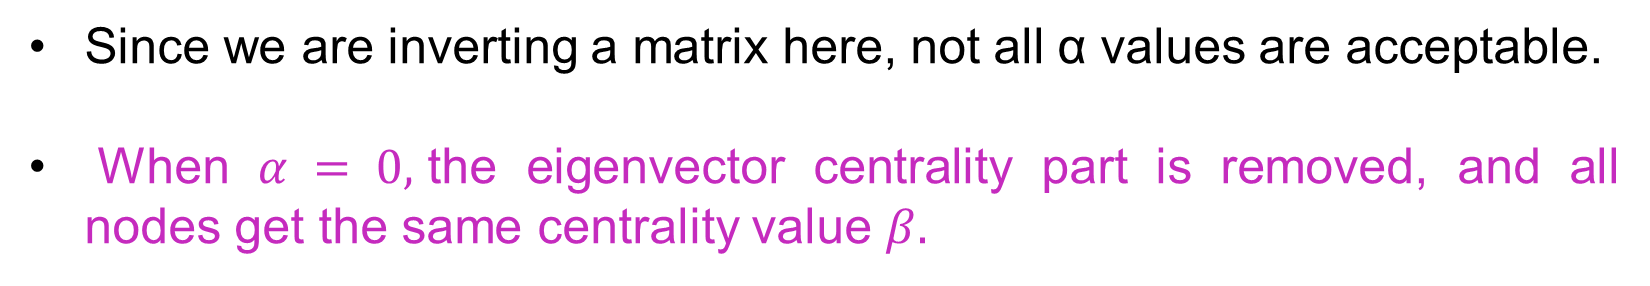 • Since we are inverting a matrix here, not all α values are acceptable.
• When α = 0, the eigenvector centrality part is removed, and all
nodes get the same centrality value β.